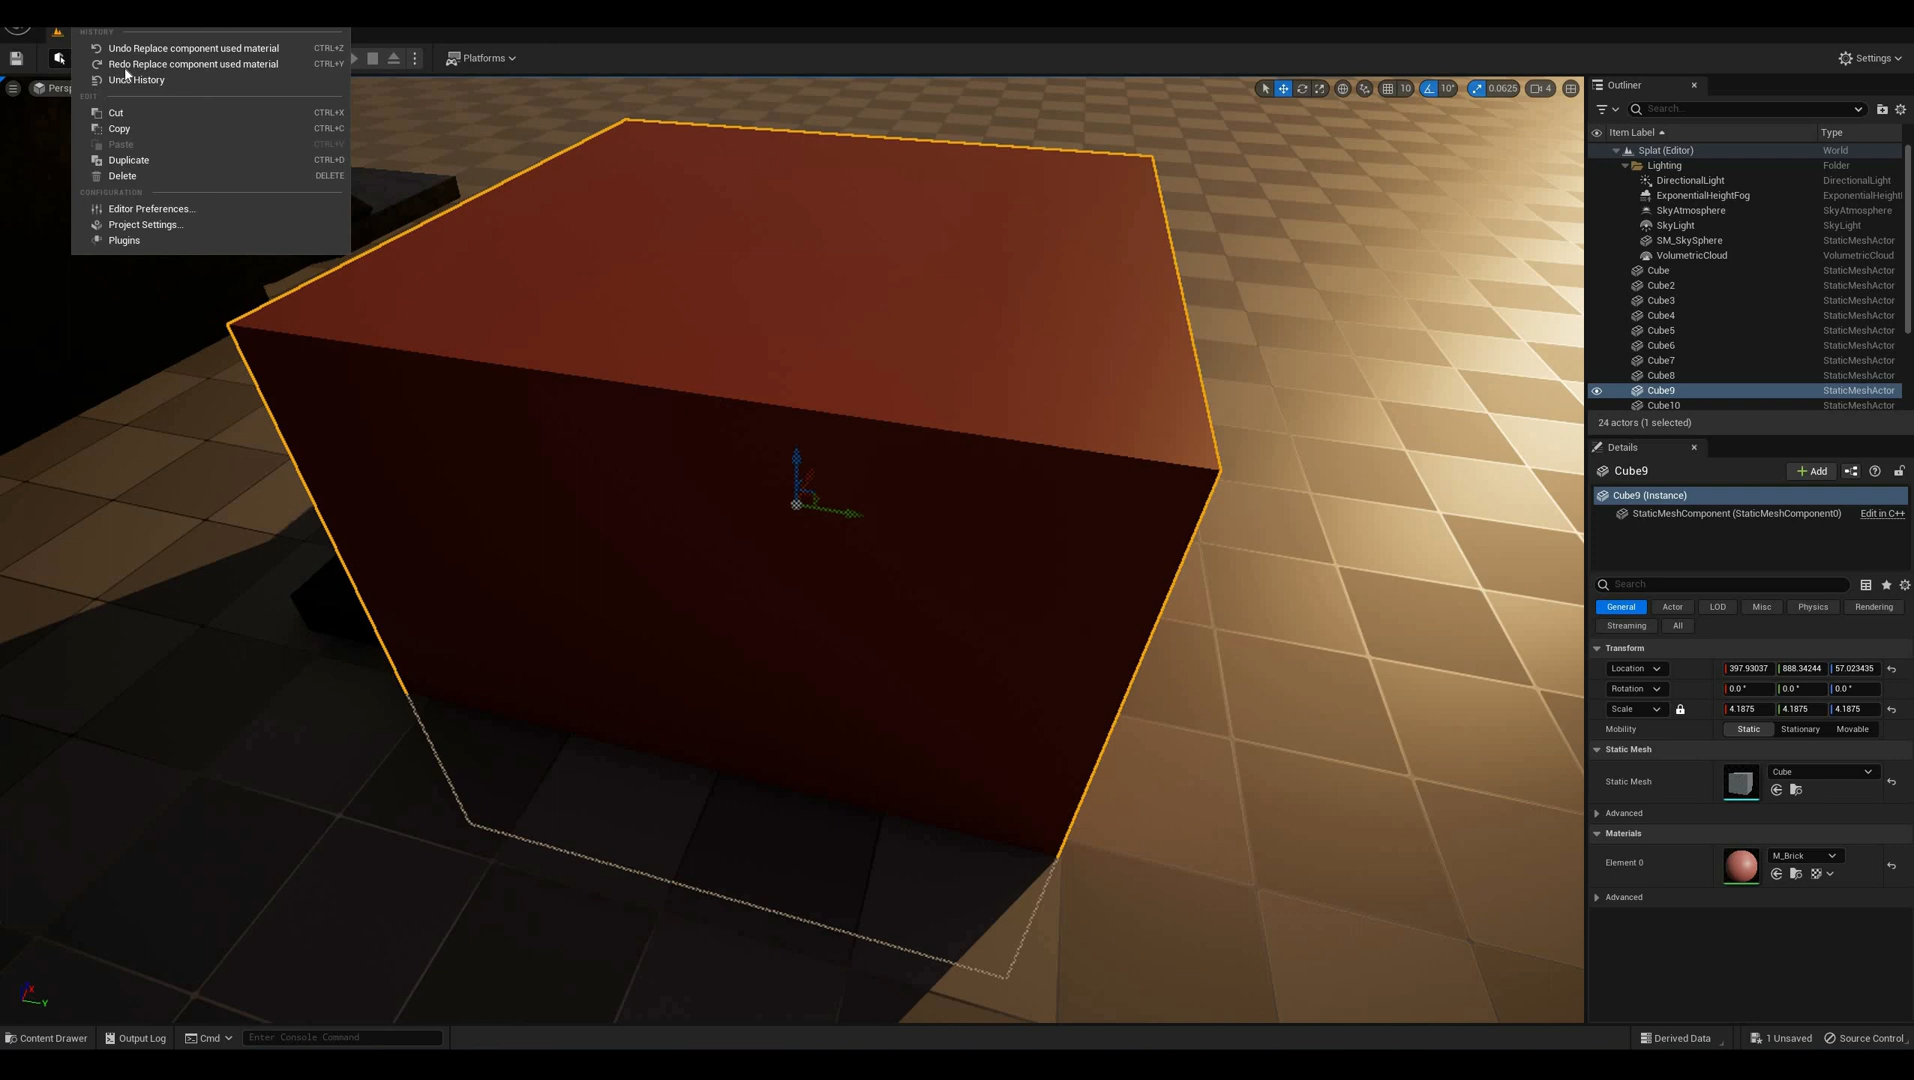 HISTORY
Undo Replace component used material CTRL+Z
Redo Replace component used material CTRL+Y
Undo History
EDIT
Cut CTRL+X
Copy CTRL+C
Paste CTRL+V
Duplicate CTRL+D
Delete DELETE
CONFIGURATION
Editor Preferences...
Project Settings...
Plugins
Platforms
Settings
10
10°
0.0625
4
Outliner
Search...
Item Label Type
Splat (Editor) World
Lighting Folder
DirectionalLight DirectionalLight
ExponentialHeightFog ExponentialHeightl
SkyAtmosphere SkyAtmosphere
SkyLight SkyLight
SM_SkySphere StaticMeshActor
VolumetricCloud VolumetricCloud
Cube StaticMeshActor
Cube2 StaticMeshActor
Cube3 StaticMeshActor
Cube4 StaticMeshActor
Cube5 StaticMeshActor
Cube6 StaticMeshActor
Cube7 StaticMeshActor
Cube8 StaticMeshActor
Cube9 StaticMeshActor
Cube10 StaticMeshActor
24 actors (1 selected)
Details
Cube9 + Add
Cube9 (Instance)
StaticMeshComponent (StaticMeshComponent0) Edit in C++
Search
General Actor LOD Misc Physics Rendering
Streaming All
Transform
Location 397.93037 888.34244 57.023435
Rotation 0.0° 0.0° 0.0°
Scale 4.1875 4.1875 4.1875
Mobility Static Stationary Movable
Static Mesh
Static Mesh Cube
Advanced
Materials
Element 0 M_Brick
Advanced
X
Y
Content Drawer Output Log Cmd Enter Console Command Derived Data 1 Unsaved Source Control